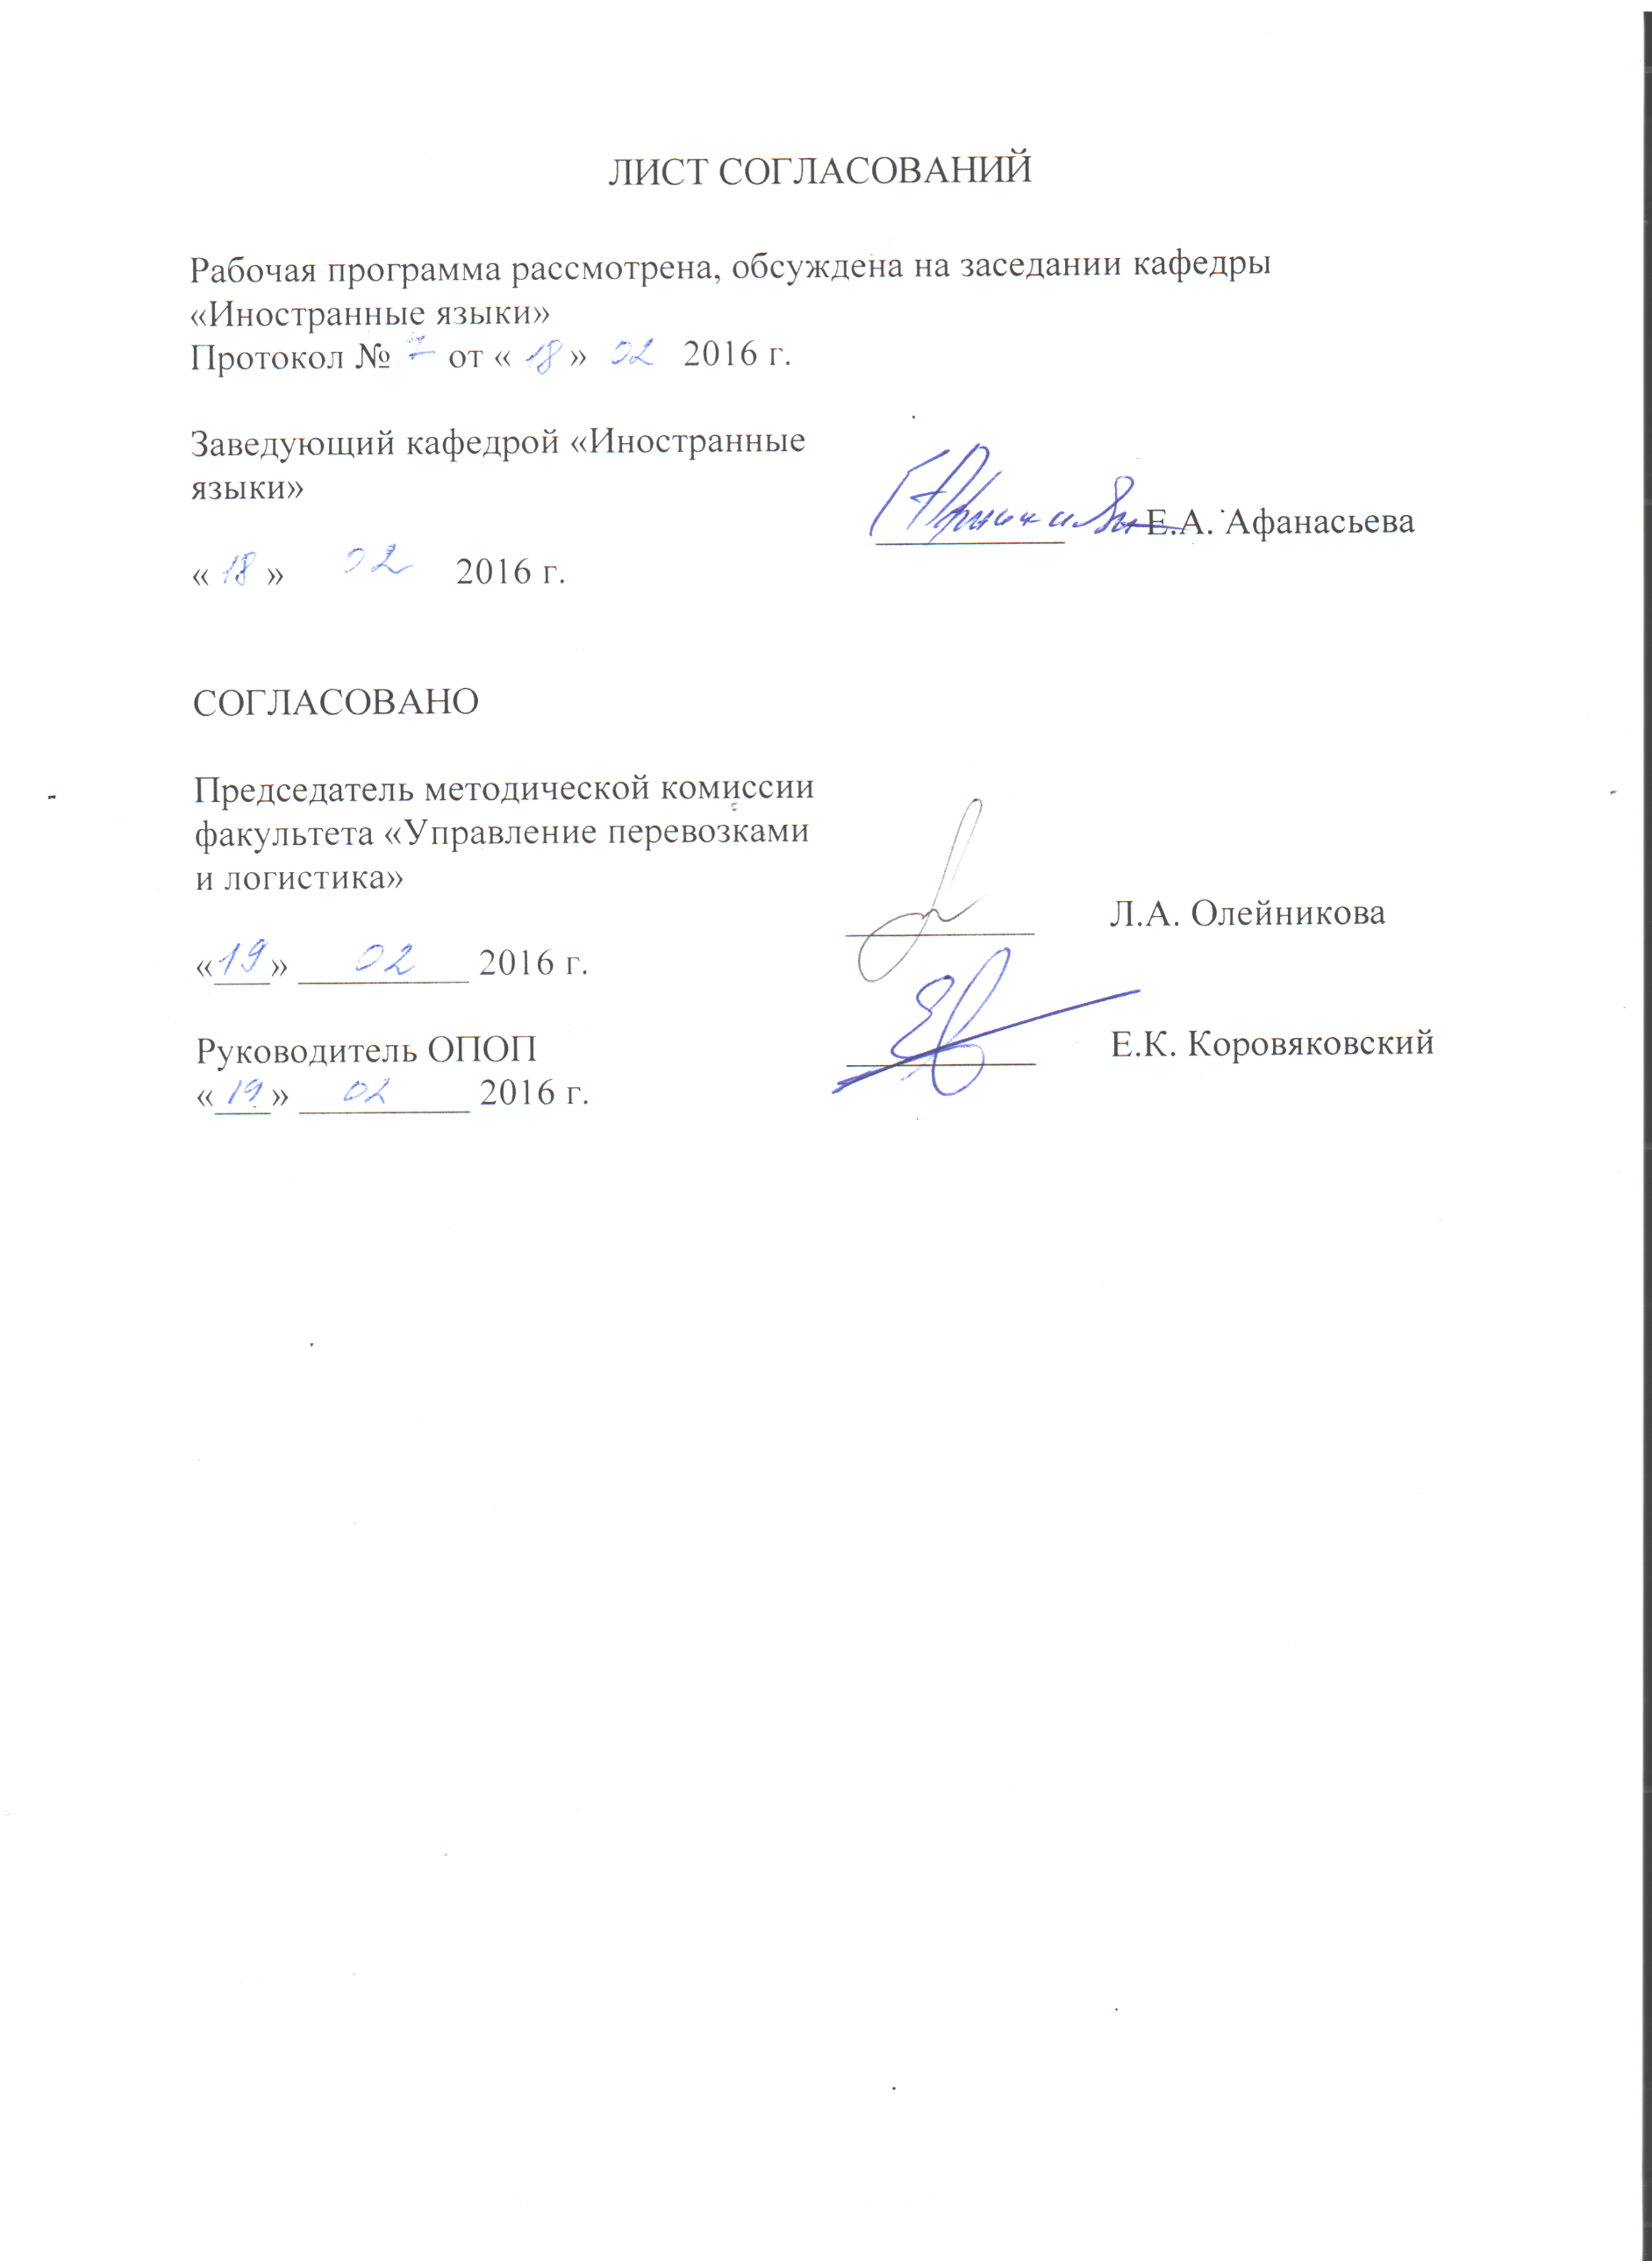 ЛИСТ СОГЛАСОВАНИЙ
Рабочая программа рассмотрена, обсуждена на заседании кафедры
«Иностранные языки»
Протокол № 7 от « 18 » 02 2016 г.
Заведующий кафедрой «Иностранные
языки»
Е.А. Афанасьева
« 18 » 02 2016 г.
СОГЛАСОВАНО
Председатель методической комиссии
факультета «Управление перевозками
и логистика»
Л.А. Олейникова
«19» 02 2016 г.
Руководитель ОПОП
Е.К. Коровяковский
«19» 02 2016 г.